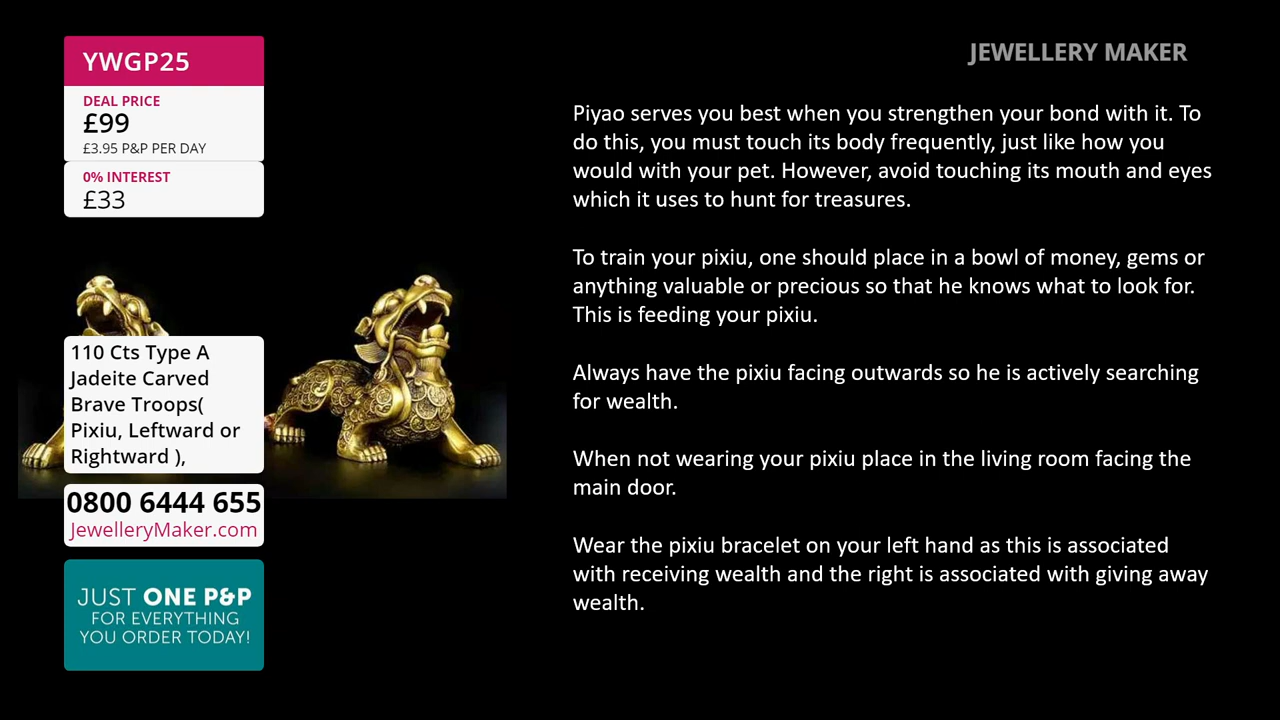 YWGP25
DEAL PRICE
£99
£3.95 P&P PER DAY
0% INTEREST
£33
110 Cts Type A
Jadeite Carved
Brave Troops(
Pixiu, Leftward or
Rightward ),
0800 6444 655
JewelleryMaker.com
JUST ONE P&P
FOR EVERYTHING
YOU ORDER TODAY!
JEWELLERY MAKER
Piyao serves you best when you strengthen your bond with it. To
do this, you must touch its body frequently, just like how you
would with your pet. However, avoid touching its mouth and eyes
which it uses to hunt for treasures.
To train your pixiu, one should place in a bowl of money, gems or
anything valuable or precious so that he knows what to look for.
This is feeding your pixiu.
Always have the pixiu facing outwards so he is actively searching
for wealth.
When not wearing your pixiu place in the living room facing the
main door.
Wear the pixiu bracelet on your left hand as this is associated
with receiving wealth and the right is associated with giving away
wealth.